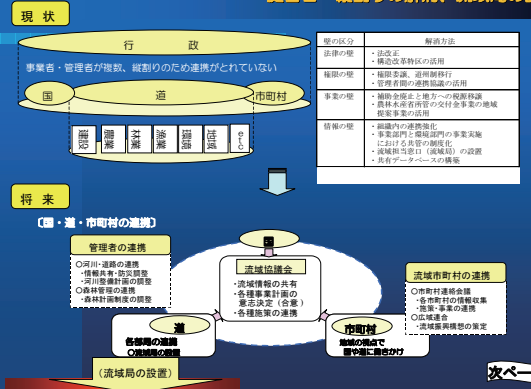 現 状
行 政
事業者・管理者が複数、縦割りのため連携がとれていない
国 道 市町村
建設 農業 林業 漁業 環境 地域 etc
壁の区分 解消方法
法律の壁 ・法改正
・構造改革特区の活用
権限の壁 ・権限委譲、道州制移行
・管理者間の連携協議の活用
事業の壁 ・補助金廃止と地方への税源移譲
・農林水産省所管の交付金事業の地域
提案事業の活用
情報の壁 ・組織内の連携強化
・事業部門と環境部門の事業実施
における共管の制度化
・流域担当窓口（流域局）の設置
・共有データベースの構築
将 来
〔国・道・市町村の連携〕
管理者の連携
〇河川・道路の連携
・情報共有・防災調整
・河川整備計画の調整
〇森林管理の連携
・森林計画制度の調整
国
流域協議会
・流域情報の共有
・各種事業計画の
意志決定（合意）
・各種施策の連携
流域市町村の連携
〇市町村連絡会議
・各市町村の情報収集
・施策・事業の連携
〇広域連合
・流域振興構想の策定
道
各部局の連携
〇流域局の設置
市町村
地域の視点で
国や道に働きかけ
（流域局の設置）
次ペー